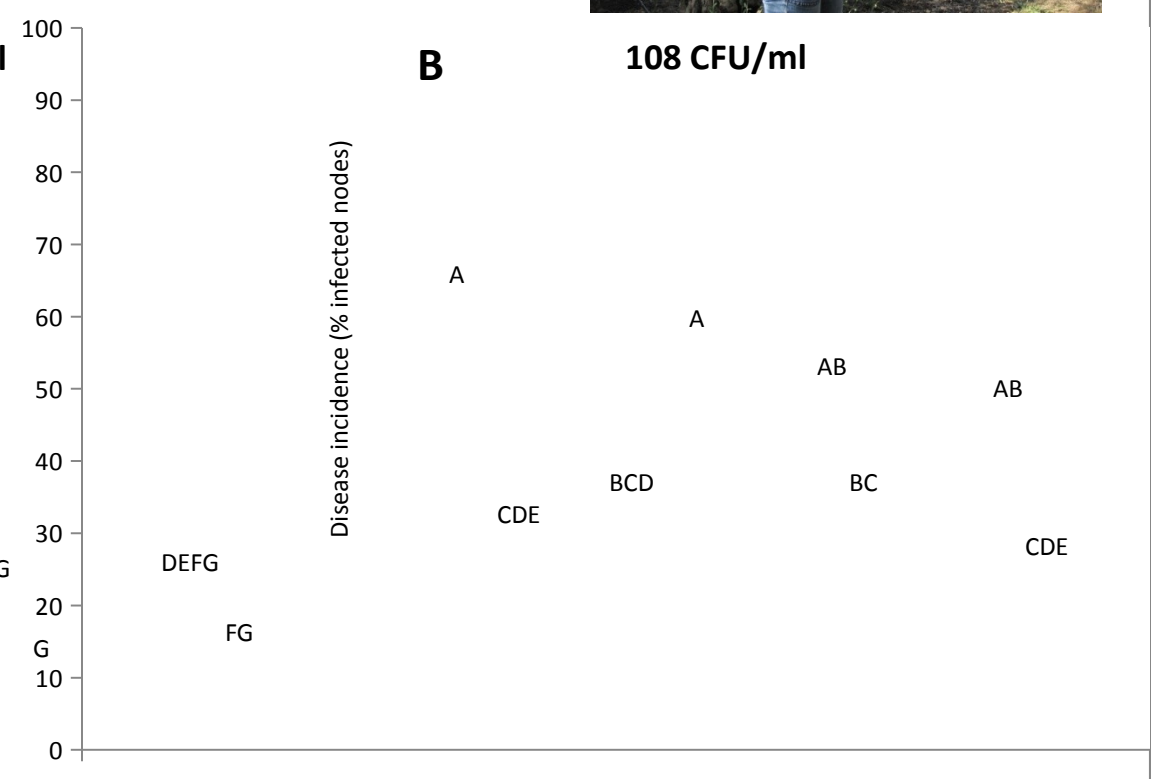 100
B
108 CFU/ml
90
80
Disease incidence (% infected nodes)
70
A
60
A
AB
50
AB
40
BCD
BC
CDE
30
CDE
DEFG
G
20
FG
G
10
0